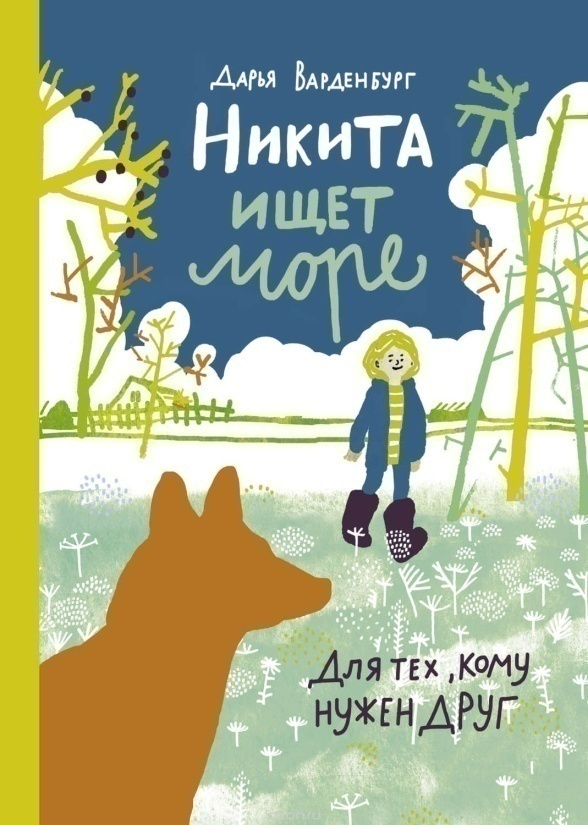 Дарья Варденбург
Никита
ищет
море
Для тех, кому
нужен друг